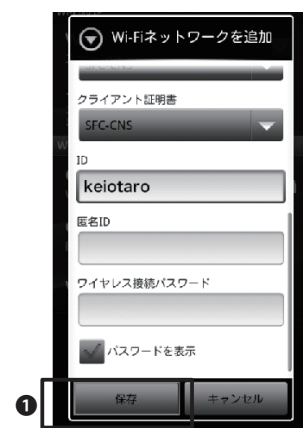 Wi-Fiネットワークを追加
クライアント証明書
SFC-CNS
ID
keiotaro
匿名ID
ワイヤレス接続パスワード
パスワードを表示
❶
保存
キャンセル